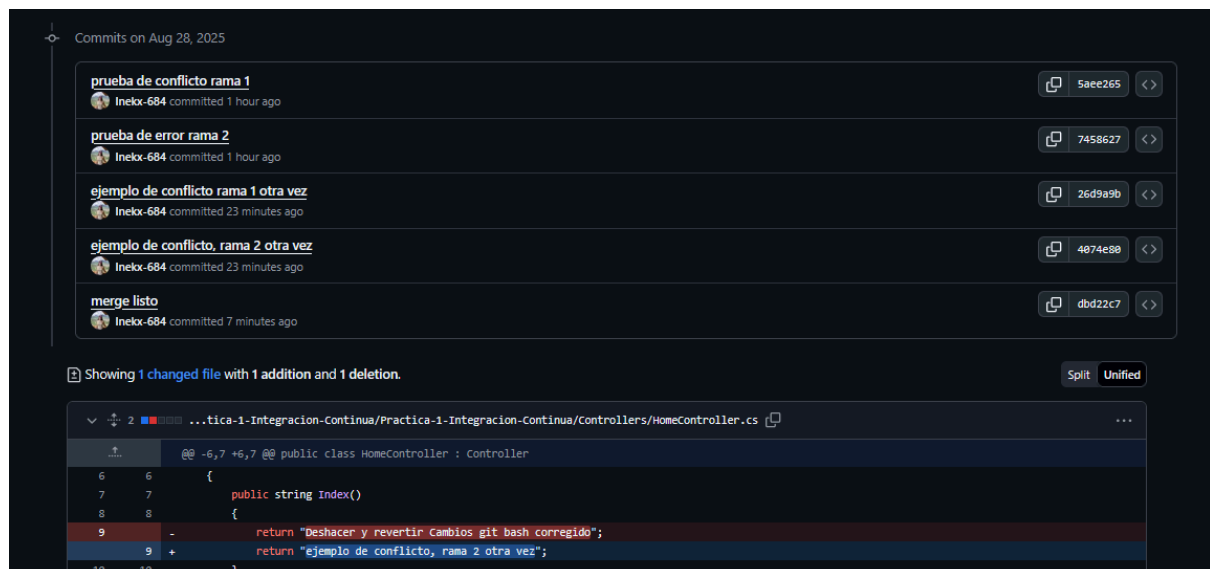 Commits on Aug 28, 2025
prueba de conflicto rama 1
Inekx-684 committed 1 hour ago
5aee265
prueba de error rama 2
Inekx-684 committed 1 hour ago
7458627
ejemplo de conflicto rama 1 otra vez
Inekx-684 committed 23 minutes ago
26d9a9b
ejemplo de conflicto, rama 2 otra vez
Inekx-684 committed 23 minutes ago
4074e80
merge listo
Inekx-684 committed 7 minutes ago
dbd22c7
Showing 1 changed file with 1 addition and 1 deletion.
Split Unified
2 ...tica-1-Integracion-Continua/Practica-1-Integracion-Continua/Controllers/HomeController.cs
@@ -6,7 +6,7 @@ public class HomeController : Controller
6 6 {
7 7 public string Index()
8 8 {
9 - return "Deshacer y revertir Cambios git bash corregido";
9 + return "ejemplo de conflicto, rama 2 otra vez";
10 10 }